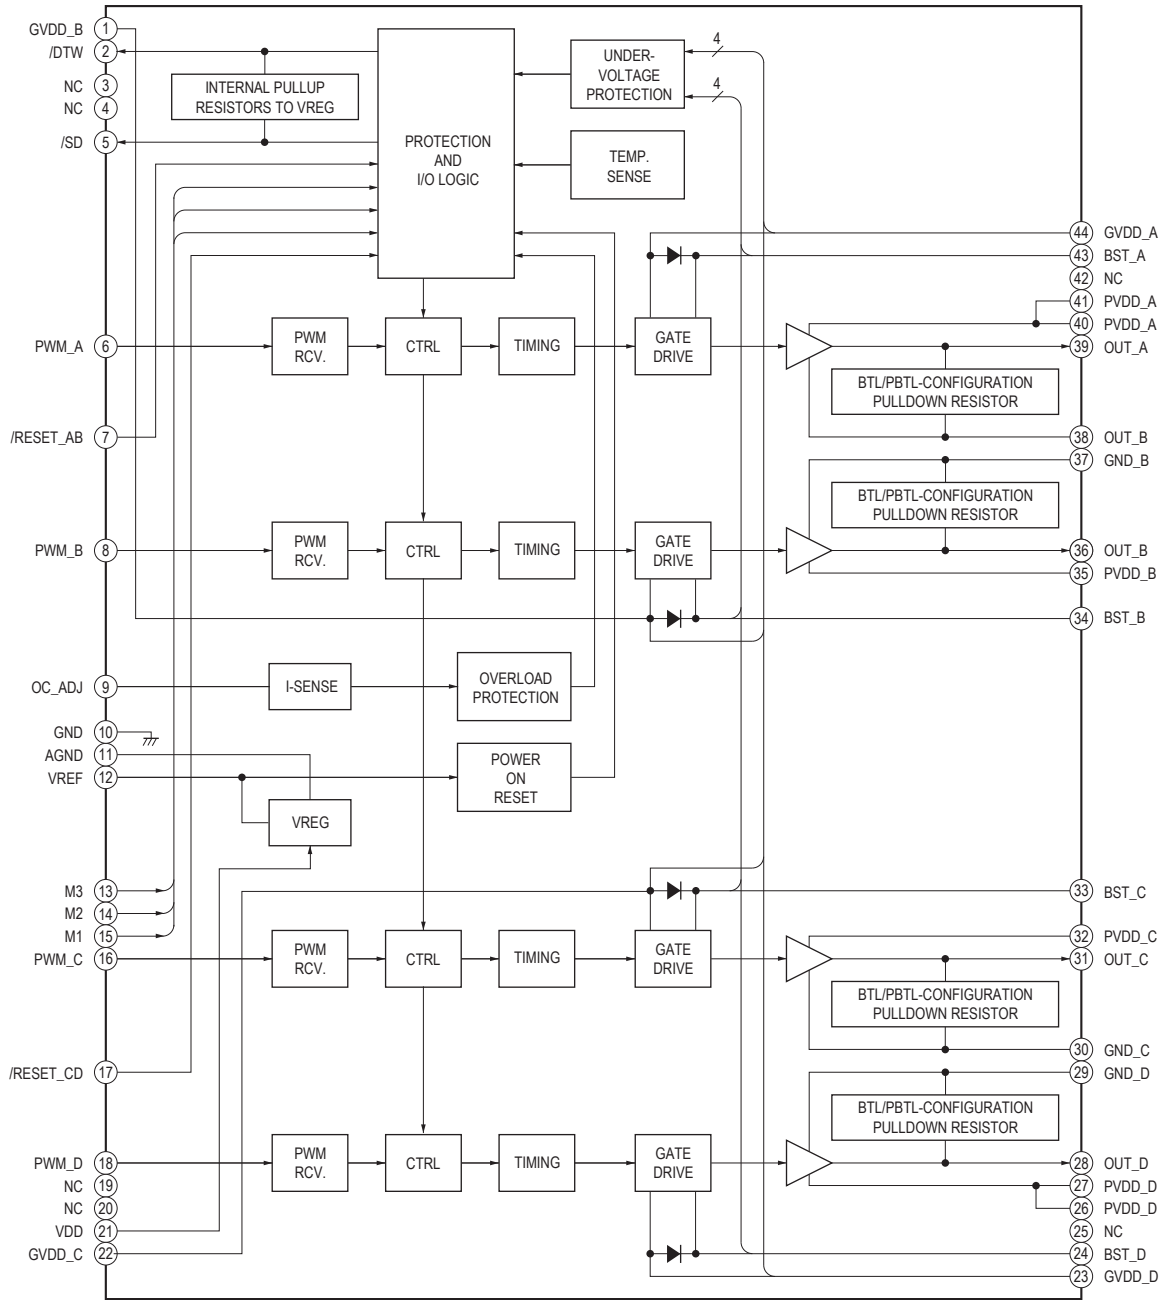 GVDD_B 1
/DTW 2
NC 3
NC 4
/SD 5
PWM_A 6
/RESET_AB 7
PWM_B 8
OC_ADJ 9
GND 10
AGND 11
VREF 12
M3 13
M2 14
M1 15
PWM_C 16
/RESET_CD 17
PWM_D 18
NC 19
NC 20
VDD 21
GVDD_C 22
INTERNAL PULLUP
RESISTORS TO VREG
PROTECTION
AND
I/O LOGIC
UNDER-
VOLTAGE
PROTECTION
4
4
TEMP.
SENSE
PWM
RCV.
CTRL
TIMING
GATE
DRIVE
BTL/PBTL-CONFIGURATION
PULLDOWN RESISTOR
BTL/PBTL-CONFIGURATION
PULLDOWN RESISTOR
PWM
RCV.
CTRL
TIMING
GATE
DRIVE
I-SENSE
OVERLOAD
PROTECTION
POWER
ON
RESET
VREG
PWM
RCV.
CTRL
TIMING
GATE
DRIVE
BTL/PBTL-CONFIGURATION
PULLDOWN RESISTOR
BTL/PBTL-CONFIGURATION
PULLDOWN RESISTOR
PWM
RCV.
CTRL
TIMING
GATE
DRIVE
44 GVDD_A
43 BST_A
42 NC
41 PVDD_A
40 PVDD_A
39 OUT_A
38 OUT_B
37 GND_B
36 OUT_B
35 PVDD_B
34 BST_B
33 BST_C
32 PVDD_C
31 OUT_C
30 GND_C
29 GND_D
28 OUT_D
27 PVDD_D
26 PVDD_D
25 NC
24 BST_D
23 GVDD_D